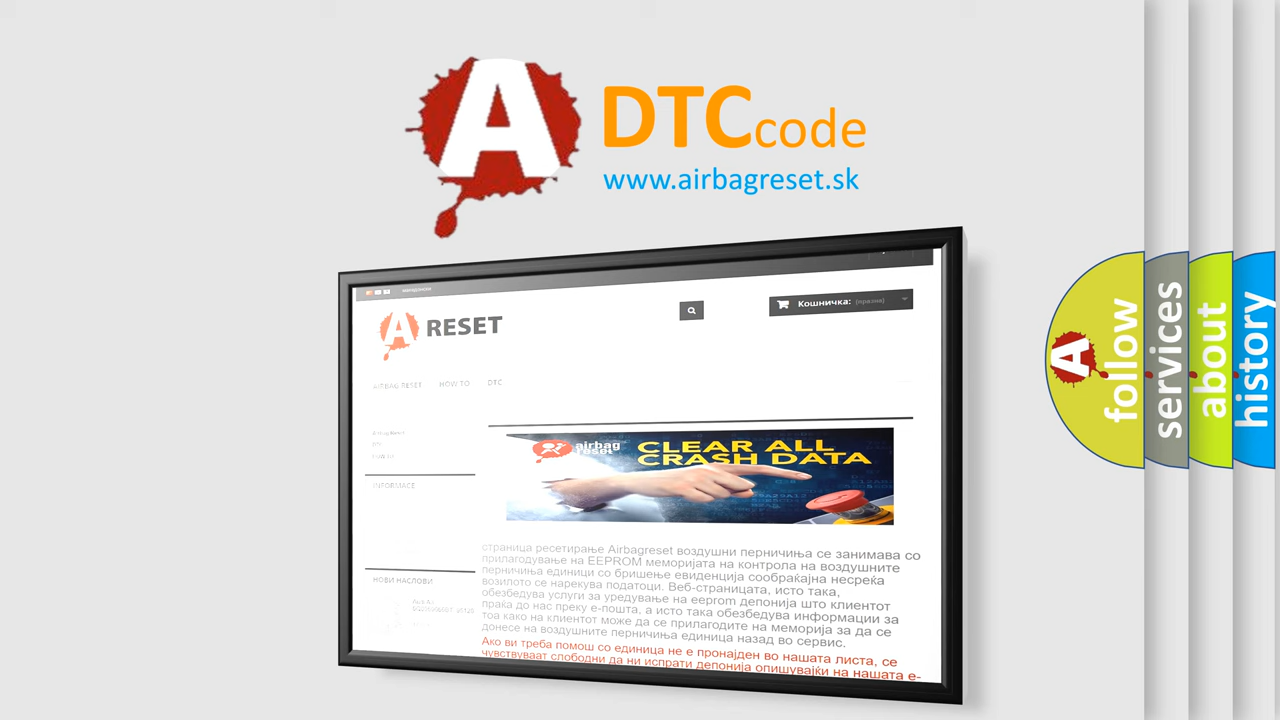 A
DTCcode
www.airbagreset.sk
македонски
A RESET
Кошничка: (празна)
AIRBAG RESET HOW TO DTC
airbag
reset
CLEAR ALL
CRASH DATA
INFORMACE
НОВИ НАСЛОВИ
страница ресетирање Airbagreset воздушни перничиња се занимава со
прилагодување на EEPROM меморијата на контрола на воздушните
перничиња единици со бришење евиденција сообраќајна несреќа
возилото се нарекува податоци. Веб-страницата, исто така,
обезбедува услуги за уредување на eeprom депонија што клиентот
праќа до нас преку е-пошта, а исто така обезбедува информации за
тоа како на клиентот може да се прилагодите на меморија за да се
донесе на воздушните перничиња единица назад во сервис.
Ако ви треба помош со единица не е пронајден во нашата листа, се
чувствуваат слободни да ни испрати депонија опишувајќи на нашата е-
A
follow
services
about
history